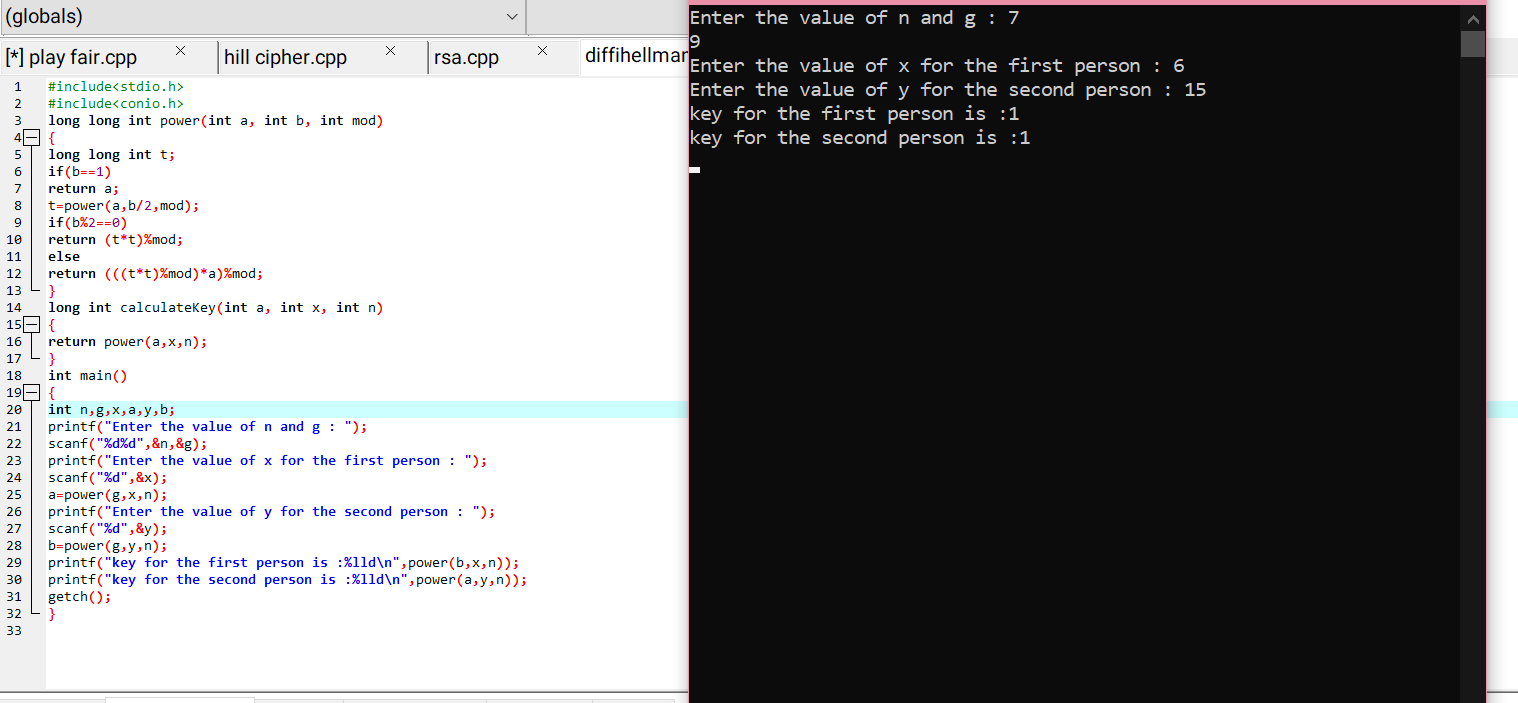 (globals)
[*] play fair.cpp
hill cipher.cpp
rsa.cpp
diffihellmar
1 #include<stdio.h>
2 #include<conio.h>
3 long long int power(int a, int b, int mod)
4 {
5 long long int t;
6 if(b==1)
7 return a;
8 t=power(a,b/2,mod);
9 if(b%2==0)
10 return (t*t)%mod;
11 else
12 return (((t*t)%mod)*a)%mod;
13 }
14 long int calculateKey(int a, int x, int n)
15 {
16 return power(a,x,n);
17 }
18 int main()
19 {
20 int n,g,x,a,y,b;
21 printf("Enter the value of n and g : ");
22 scanf("%d%d",&n,&g);
23 printf("Enter the value of x for the first person : ");
24 scanf("%d",&x);
25 a=power(g,x,n);
26 printf("Enter the value of y for the second person : ");
27 scanf("%d",&y);
28 b=power(g,y,n);
29 printf("key for the first person is :%lld\n",power(b,x,n));
30 printf("key for the second person is :%lld\n",power(a,y,n));
31 getch();
32 }
33
Enter the value of n and g : 7
9
Enter the value of x for the first person : 6
Enter the value of y for the second person : 15
key for the first person is :1
key for the second person is :1